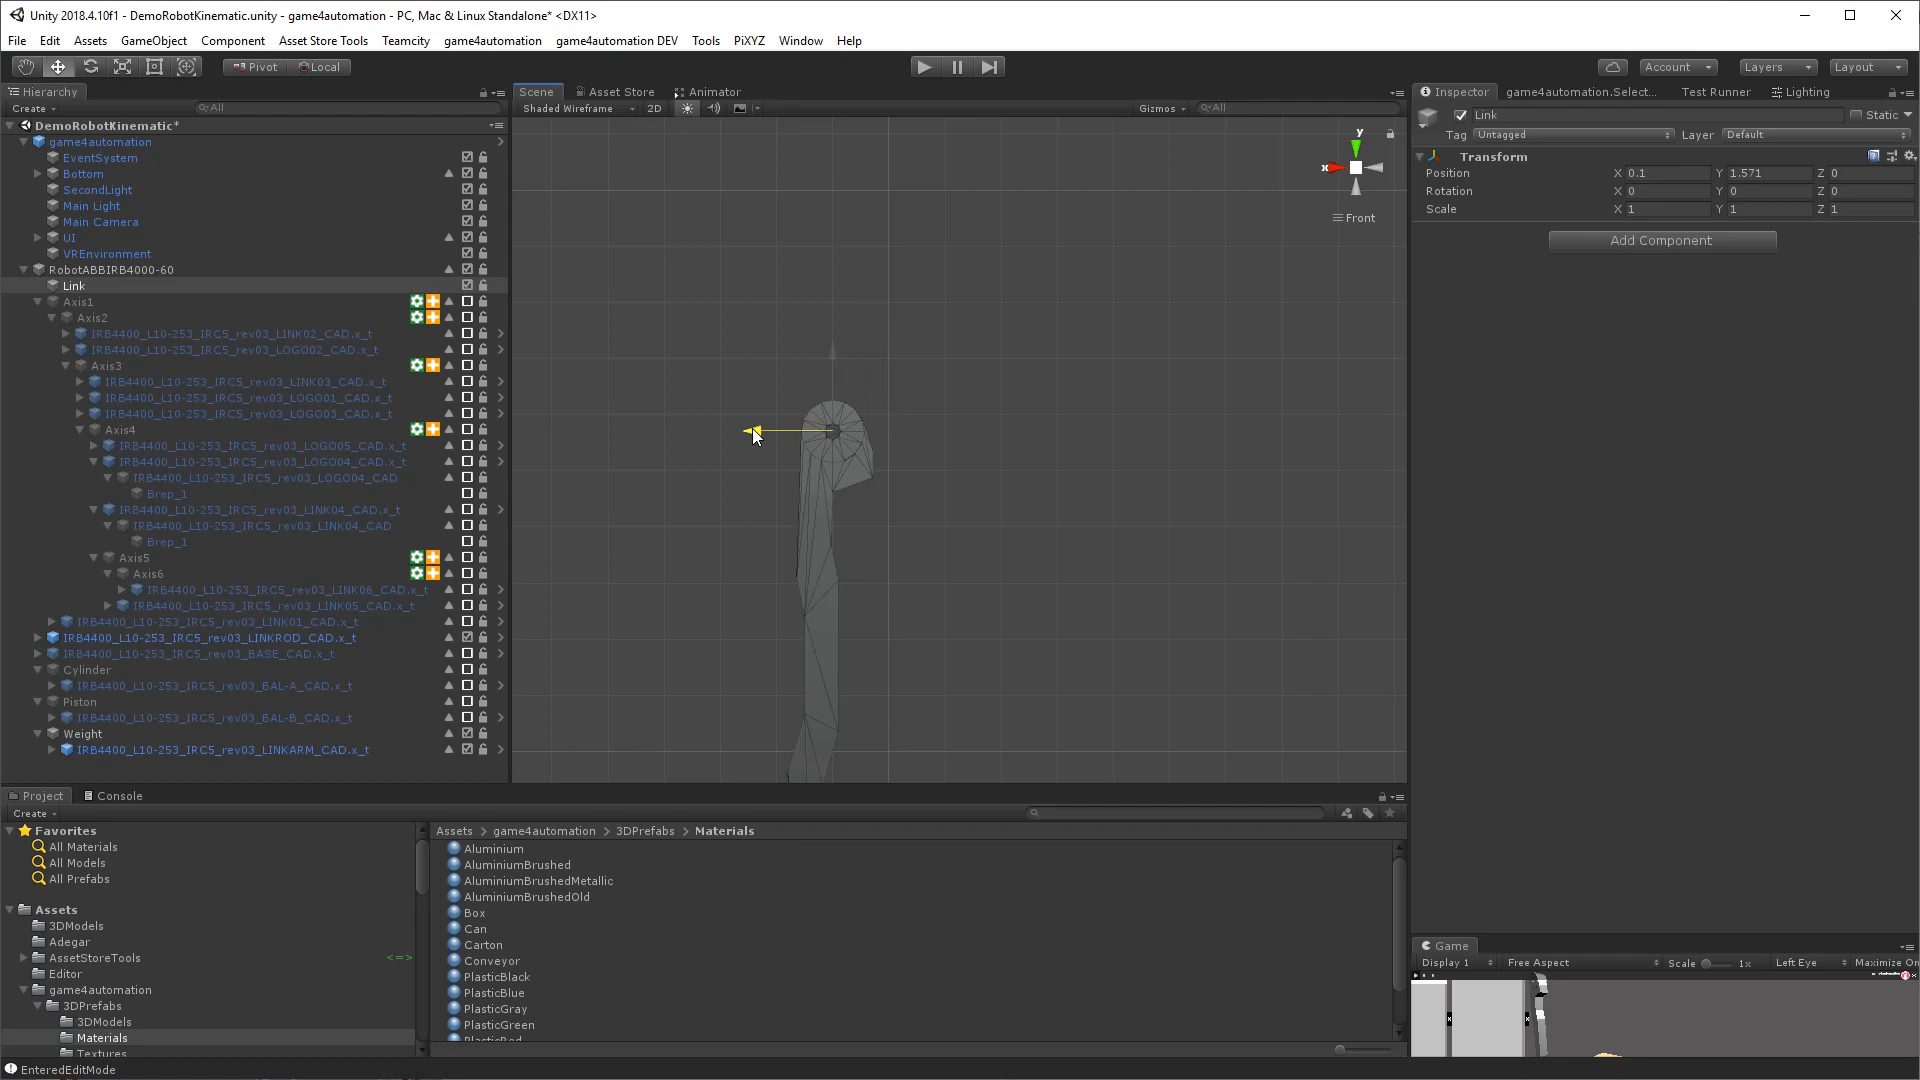 Unity 2018.4.10f1 - DemoRobotKinematic.unity - game4automation - PC, Mac & Linux Standalone* <DX11>
File Edit Assets GameObject Component Asset Store Tools Teamcity game4automation game4automation DEV Tools PiXYZ Window Help
Pivot Local Account Layers Layout
Hierarchy
Create All
DemoRobotKinematic*
game4automation
EventSystem
Bottom
SecondLight
Main Light
Main Camera
UI
VREnvironment
RobotABBIRB4000-60
Link
Axis1
Axis2
IRB4400_L10-253_IRC5_rev03_LINK02_CAD.x_t
IRB4400_L10-253_IRC5_rev03_LOGO02_CAD.x_t
Axis3
IRB4400_L10-253_IRC5_rev03_LINK03_CAD.x_t
IRB4400_L10-253_IRC5_rev03_LOGO01_CAD.x_t
IRB4400_L10-253_IRC5_rev03_LOGO03_CAD.x_t
Axis4
IRB4400_L10-253_IRC5_rev03_LOGO05_CAD.x_t
IRB4400_L10-253_IRC5_rev03_LOGO04_CAD.x_t
IRB4400_L10-253_IRC5_rev03_LOGO04_CAD
Brep_1
IRB4400_L10-253_IRC5_rev03_LINK04_CAD.x_t
IRB4400_L10-253_IRC5_rev03_LINK04_CAD
Brep_1
Axis5
Axis6
IRB4400_L10-253_IRC5_rev03_LINK06_CAD.x_t
IRB4400_L10-253_IRC5_rev03_LINK05_CAD.x_t
IRB4400_L10-253_IRC5_rev03_LINK01_CAD.x_t
IRB4400_L10-253_IRC5_rev03_LINKROD_CAD.x_t
IRB4400_L10-253_IRC5_rev03_BASE_CAD.x_t
Cylinder
IRB4400_L10-253_IRC5_rev03_BAL-A_CAD.x_t
Piston
IRB4400_L10-253_IRC5_rev03_BAL-B_CAD.x_t
Weight
IRB4400_L10-253_IRC5_rev03_LINKARM_CAD.x_t
Scene Asset Store Animator
Shaded Wireframe 2D Gizmos All
y
x
Front
Inspector game4automation.Select... Test Runner Lighting
Link Static
Tag Untagged Layer Default
Transform
Position X 0.1 Y 1.571 Z 0
Rotation X 0 Y 0 Z 0
Scale X 1 Y 1 Z 1
Add Component
Project Console
Create
Favorites
All Materials
All Models
All Prefabs
Assets
3DModels
Adegar
AssetStoreTools <=>
Editor
game4automation
3DPrefabs
3DModels
Materials
Textures
Assets > game4automation > 3DPrefabs > Materials
Aluminium
AluminiumBrushed
AluminiumBrushedMetallic
AluminiumBrushedOld
Box
Can
Carton
Conveyor
PlasticBlack
PlasticBlue
PlasticGray
PlasticGreen
PlasticRed
Game
Display 1 Free Aspect Scale 1x Left Eye Maximize On
EnteredEditMode